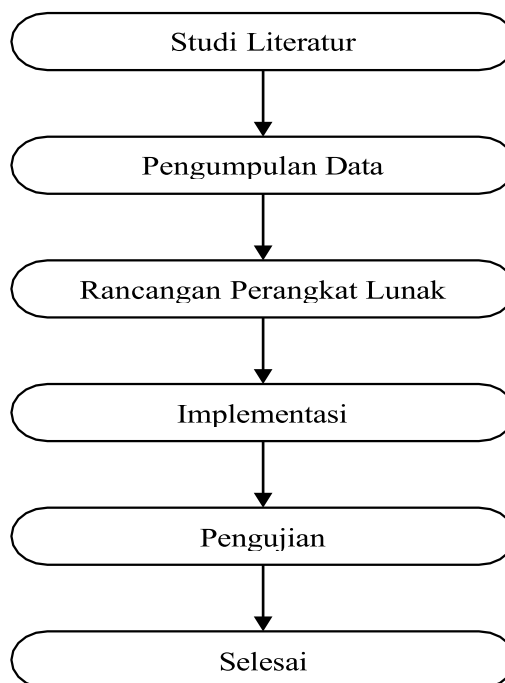 Studi Literatur
Pengumpulan Data
Rancangan Perangkat Lunak
Implementasi
Pengujian
Selesai